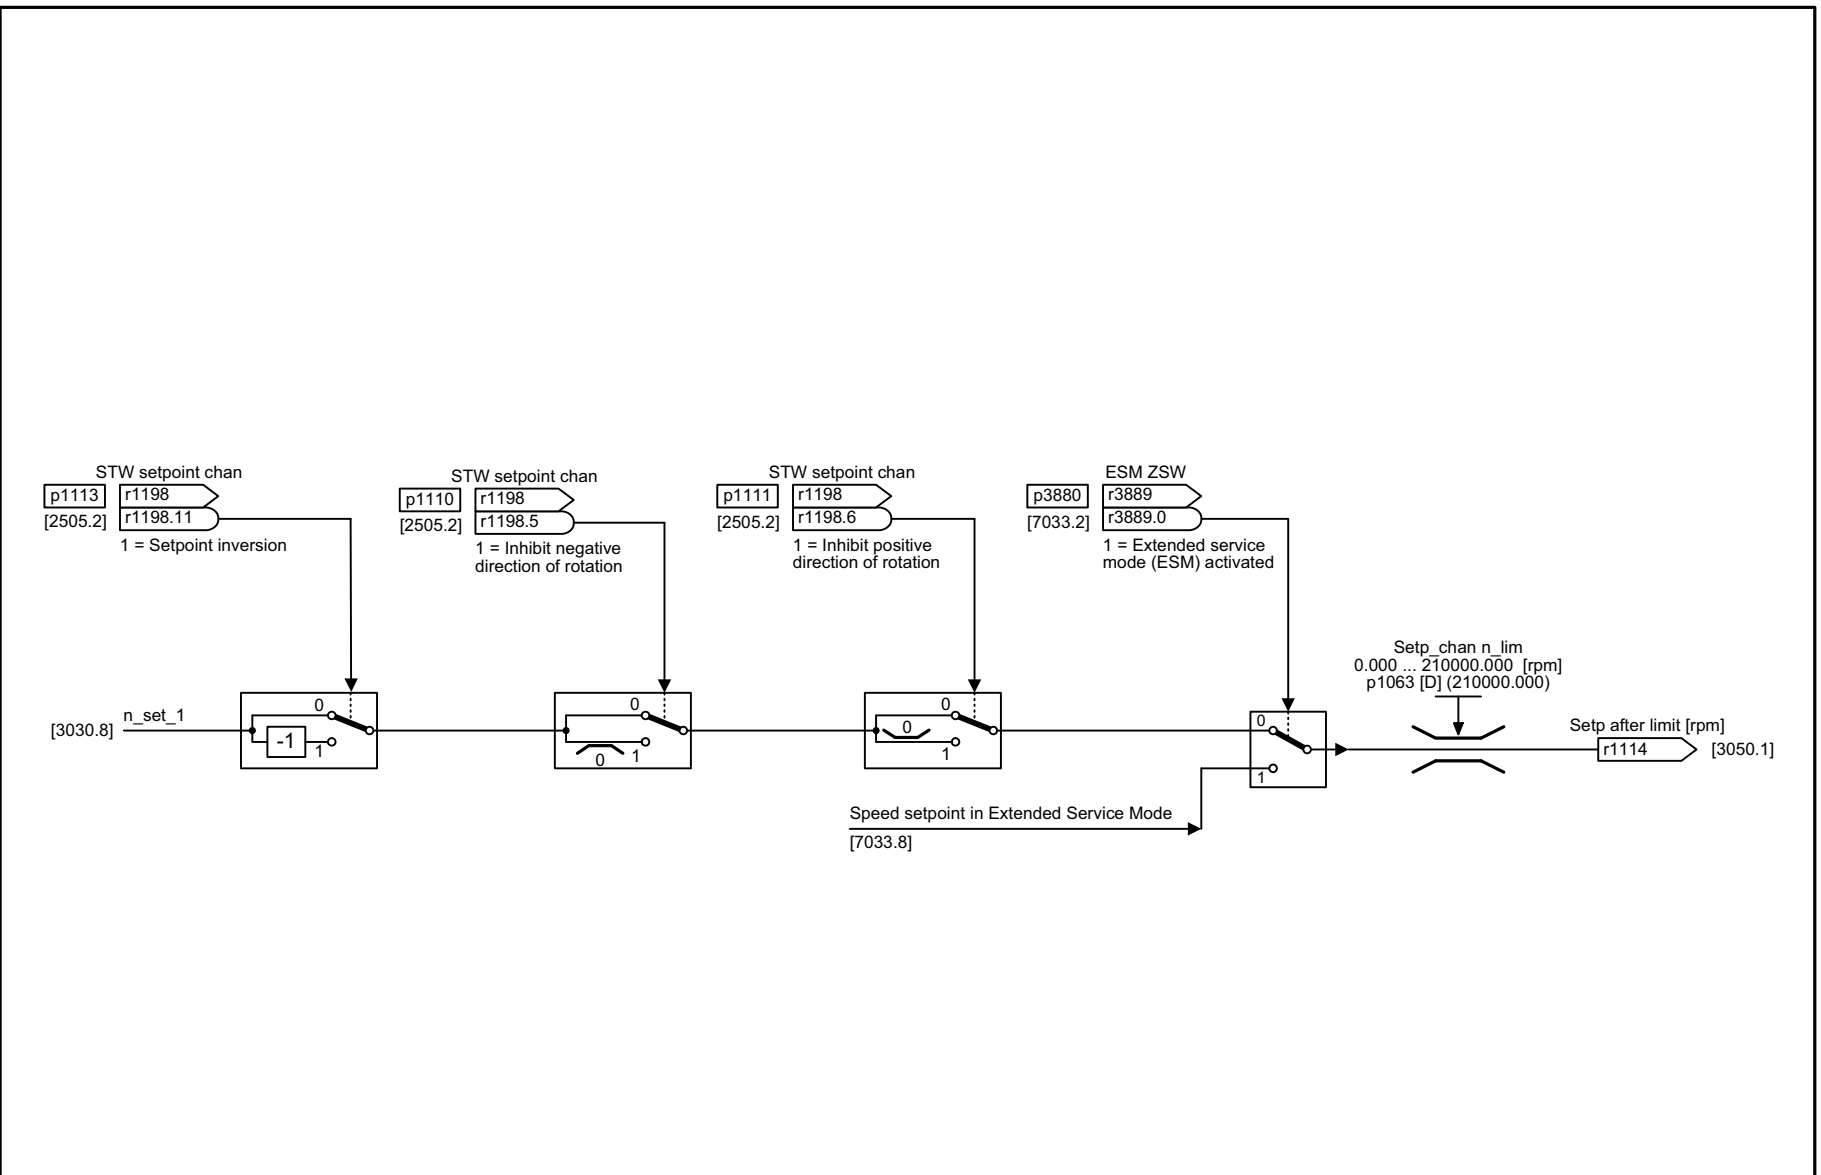 STW setpoint chan
p1113
r1198
[2505.2]
r1198.11
1 = Setpoint inversion
STW setpoint chan
p1110
r1198
[2505.2]
r1198.5
1 = Inhibit negative
direction of rotation
STW setpoint chan
p1111
r1198
[2505.2]
r1198.6
1 = Inhibit positive
direction of rotation
ESM ZSW
p3880
r3889
[7033.2]
r3889.0
1 = Extended service
mode (ESM) activated
Setp_chan n_lim
0.000 ... 210000.000 [rpm]
p1063 [D] (210000.000)
[3030.8]
n_set_1
0
-1
1
0
0
1
0
0
1
0
1
Setp after limit [rpm]
r1114
[3050.1]
Speed setpoint in Extended Service Mode
[7033.8]